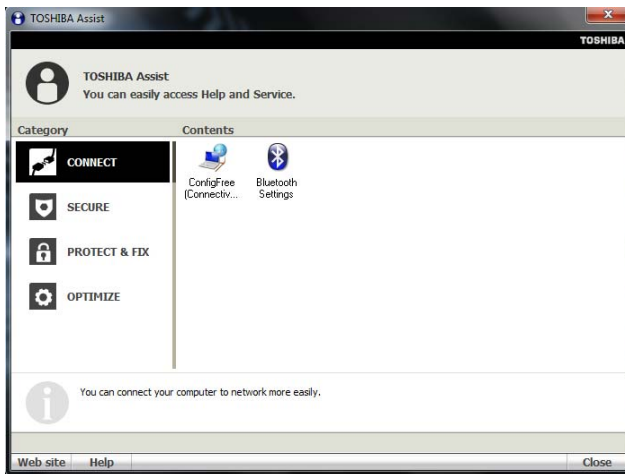 TOSHIBA Assist
TOSHIBA
TOSHIBA Assist
You can easily access Help and Service.
Category
Contents
CONNECT
SECURE
PROTECT & FIX
OPTIMIZE
ConfigFree
(Connectiv...
Bluetooth
Settings
You can connect your computer to network more easily.
Web site
Help
Close